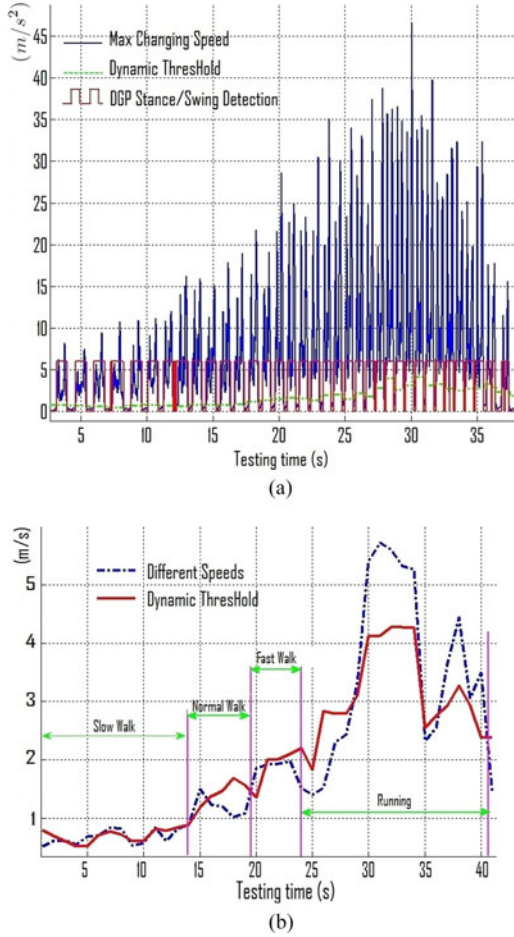 (m/s²)
Max Changing Speed
Dynamic ThresHold
DGP Stance/Swing Detection
45
40
35
30
25
20
15
10
5
0
5 10 15 20 25 30 35
Testing time (s)
(a)
(m/s)
Different Speeds
Dynamic ThresHold
5
4
3
2
1
Fast Walk
Normal Walk
Slow Walk
Running
5 10 15 20 25 30 35 40
Testing time (s)
(b)